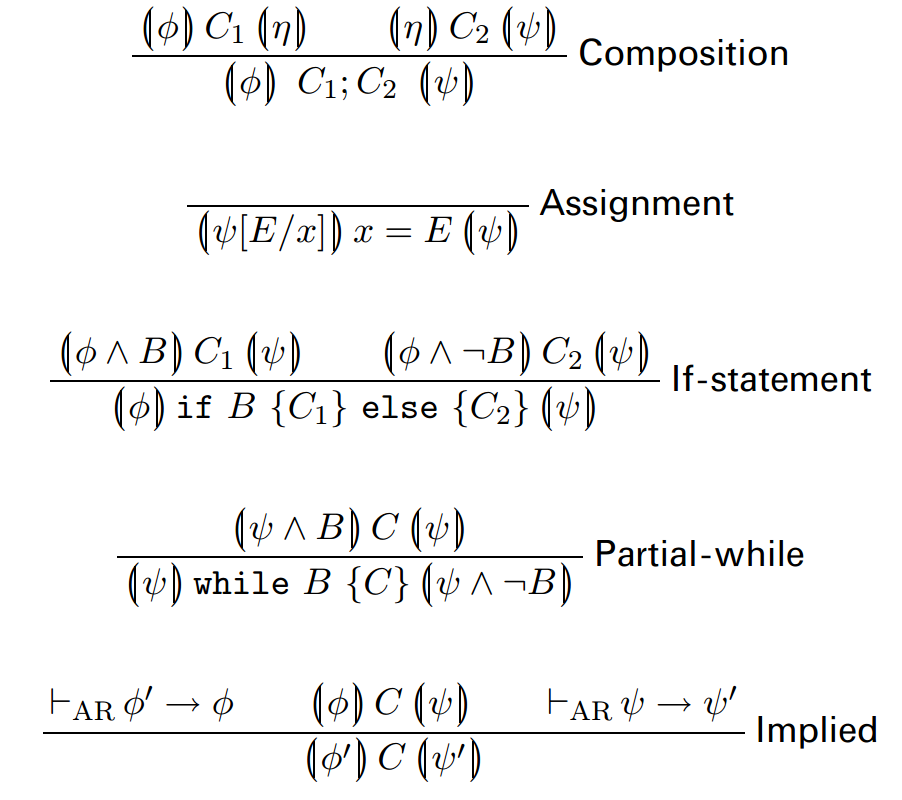 ⦇ϕ⦈ C₁ ⦇η⦈ ⦇η⦈ C₂ ⦇ψ⦈
Composition
⦇ϕ⦈ C₁; C₂ ⦇ψ⦈
Assignment
⦇ψ[E/x]⦈ x = E ⦇ψ⦈
⦇ϕ ∧ B⦈ C₁ ⦇ψ⦈ ⦇ϕ ∧ ¬B⦈ C₂ ⦇ψ⦈
If-statement
⦇ϕ⦈ if B {C₁} else {C₂} ⦇ψ⦈
⦇ψ ∧ B⦈ C ⦇ψ⦈
Partial-while
⦇ψ⦈ while B {C} ⦇ψ ∧ ¬B⦈
⊢AR ϕ′ → ϕ ⦇ϕ⦈ C ⦇ψ⦈ ⊢AR ψ → ψ′
Implied
⦇ϕ′⦈ C ⦇ψ′⦈